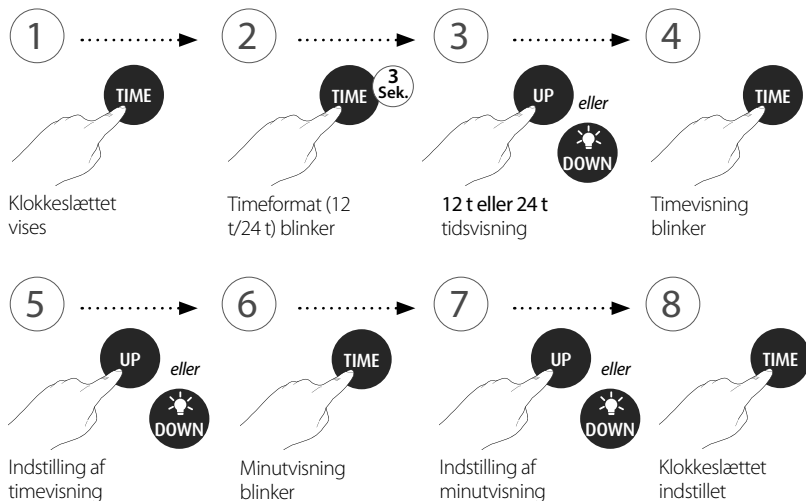 1
2
3
4
TIME
TIME
3
Sek.
UP
eller
DOWN
TIME
Klokkeslættet
vises
Timeformat (12
t/24 t) blinker
12 t eller 24 t
tidsvisning
Timevisning
blinker
5
6
7
8
UP
eller
DOWN
TIME
UP
eller
DOWN
TIME
Indstilling af
timevisning
Minutvisning
blinker
Indstilling af
minutvisning
Klokkeslættet
indstillet